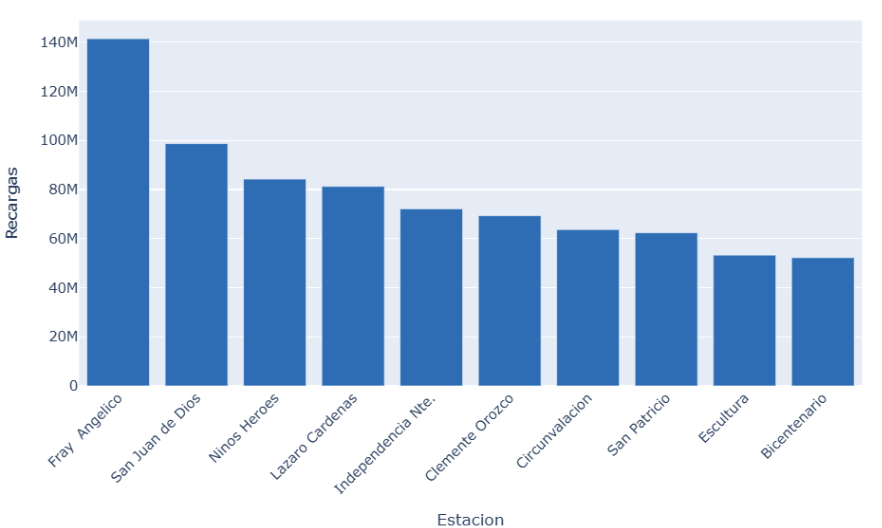 140M
120M
100M
80M
60M
40M
20M
0
Recargas
Fray  Angelico
San Juan de Dios
Ninos Heroes
Lazaro Cardenas
Independencia Nte.
Clemente Orozco
Circunvalacion
San Patricio
Escultura
Bicentenario
Estacion